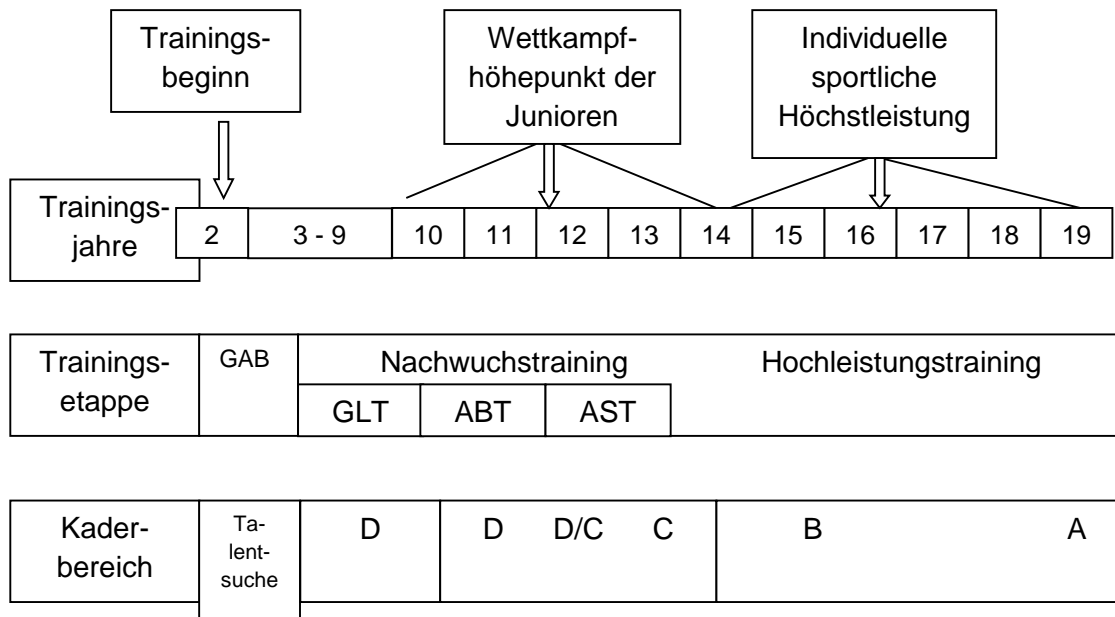 Trainings-
beginn
Wettkampf-
höhepunkt der
Junioren
Individuelle
sportliche
Höchstleistung
Trainings-
jahre
2 3 - 9 10 11 12 13 14 15 16 17 18 19
Trainings-
etappe
GAB
Nachwuchstraining Hochleistungstraining
GLT ABT AST
Kader-
bereich
Ta-
lent-
suche
D D D/C C B A